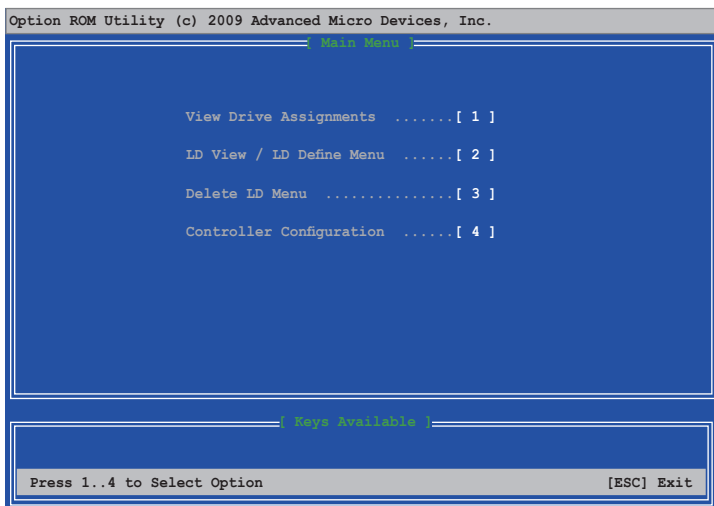 Option ROM Utility (c) 2009 Advanced Micro Devices, Inc.
[ Main Menu ]
View Drive Assignments .......[ 1 ]
LD View / LD Define Menu ......[ 2 ]
Delete LD Menu ...............[ 3 ]
Controller Configuration ......[ 4 ]
[ Keys Available ]
Press 1..4 to Select Option [ESC] Exit